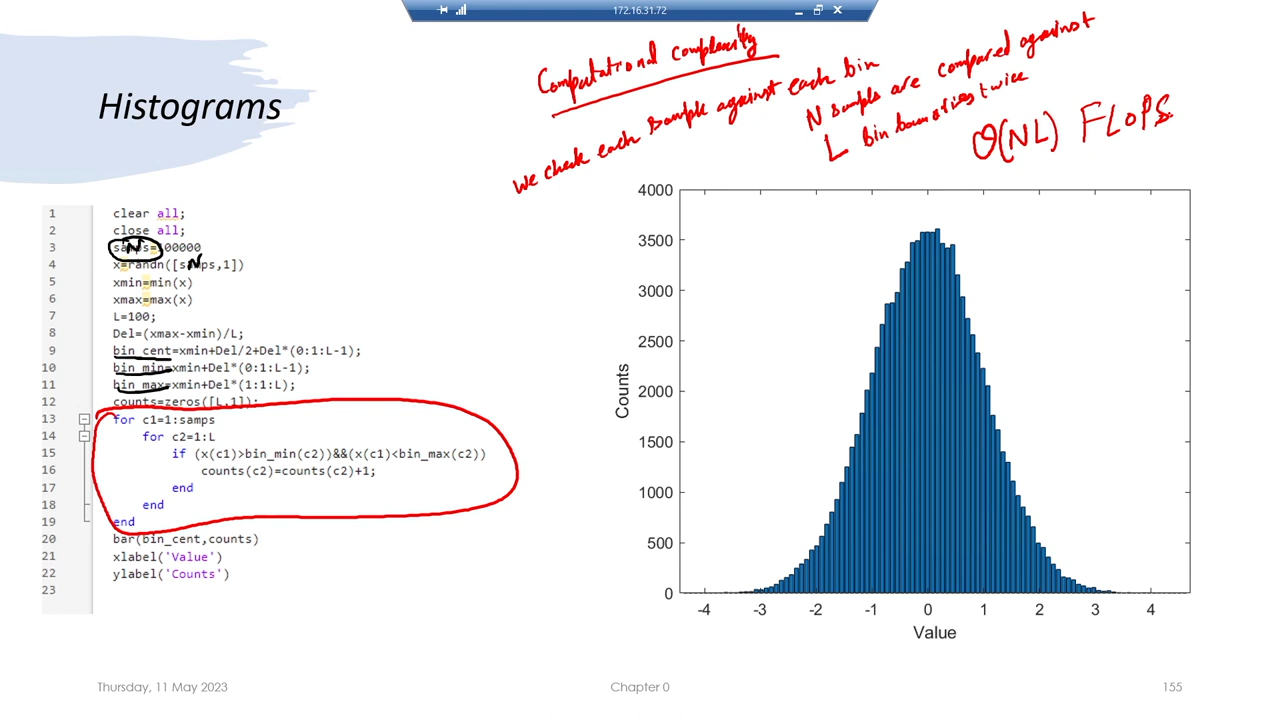 172.16.31.72
Computational complexity
We check each sample against each bin
N samples are compared against
L bin boundaries twice
O(NL) FLOPS
Histograms
1 clear all;
2 close all;
3 samps=100000
N
4 x=randn([samps,1])
N
5 xmin=min(x)
6 xmax=max(x)
7 L=100;
8 Del=(xmax-xmin)/L;
9 bin_cent=xmin+Del/2+Del*(0:1:L-1);
10 bin_min=xmin+Del*(0:1:L-1);
11 bin_max=xmin+Del*(1:1:L);
12 counts=zeros([L,1]);
13 for c1=1:samps
14 for c2=1:L
15 if (x(c1)>bin_min(c2))&&(x(c1)<bin_max(c2))
16 counts(c2)=counts(c2)+1;
17 end
18 end
19 end
20 bar(bin_cent,counts)
21 xlabel('Value')
22 ylabel('Counts')
23
4000
3500
3000
2500
2000
1500
1000
500
0
Counts
-4 -3 -2 -1 0 1 2 3 4
Value
Thursday, 11 May 2023
Chapter 0
155